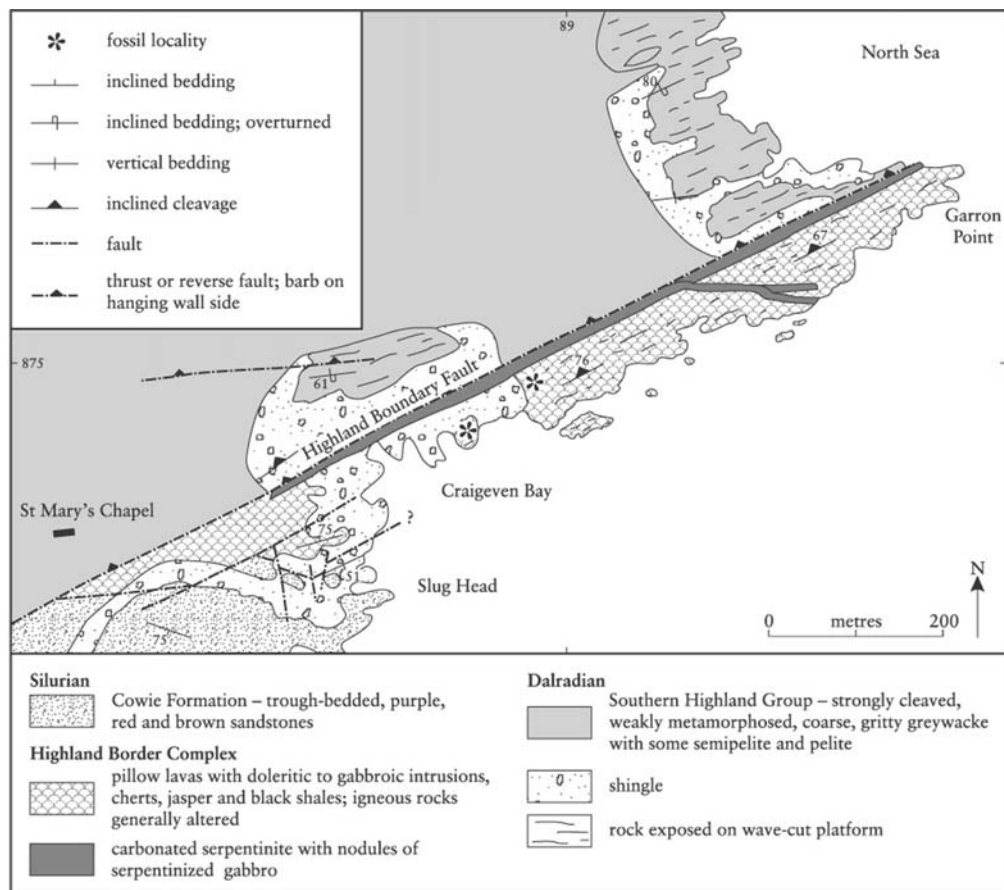 fossil locality
inclined bedding
inclined bedding; overturned
vertical bedding
inclined cleavage
fault
thrust or reverse fault; barb on
hanging wall side
89
North Sea
80
Garron
Point
67
875
61
76
Highland Boundary Fault
St Mary's Chapel
Craigeven Bay
75
?
51
Slug Head
N
75
0 metres 200
Silurian
Cowie Formation – trough-bedded, purple,
red and brown sandstones
Highland Border Complex
pillow lavas with doleritic to gabbroic intrusions,
cherts, jasper and black shales; igneous rocks
generally altered
carbonated serpentinite with nodules of
serpentinized gabbro
Dalradian
Southern Highland Group – strongly cleaved,
weakly metamorphosed, coarse, gritty greywacke
with some semipelite and pelite
shingle
rock exposed on wave-cut platform